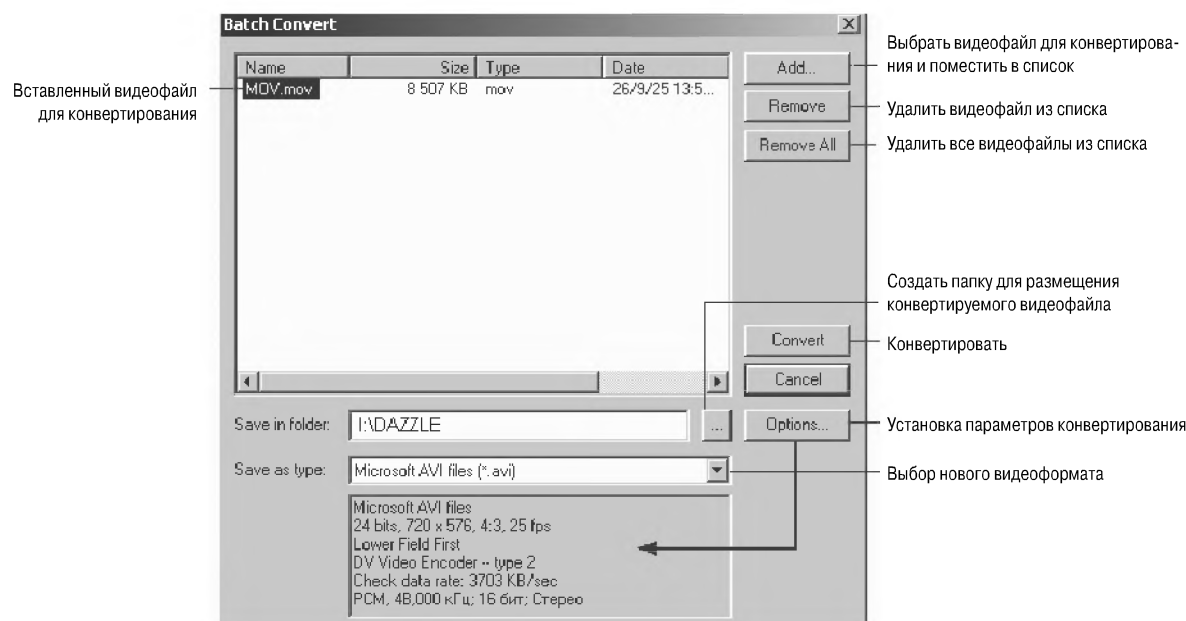 Batch Convert
Name Size Type Date
MOV.mov 8 507 KB mov 26/9/25 13:5...
Вставленный видеофайл
для конвертирования
Add...
Выбрать видеофайл для конвертирова-
ния и поместить в список
Remove
Удалить видеофайл из списка
Remove All
Удалить все видеофайлы из списка
Создать папку для размещения
конвертируемого видеофайла
Convert
Конвертировать
Cancel
Save in folder: I:\DAZZLE ...
Options...
Установка параметров конвертирования
Save as type: Microsoft AVI files (*.avi)
Выбор нового видеоформата
Microsoft AVI files
24 bits, 720 x 576, 4:3, 25 fps
Lower Field First
DV Video Encoder -- type 2
Check data rate: 3703 KB/sec
PCM, 48,000 кГц; 16 бит; Стерео